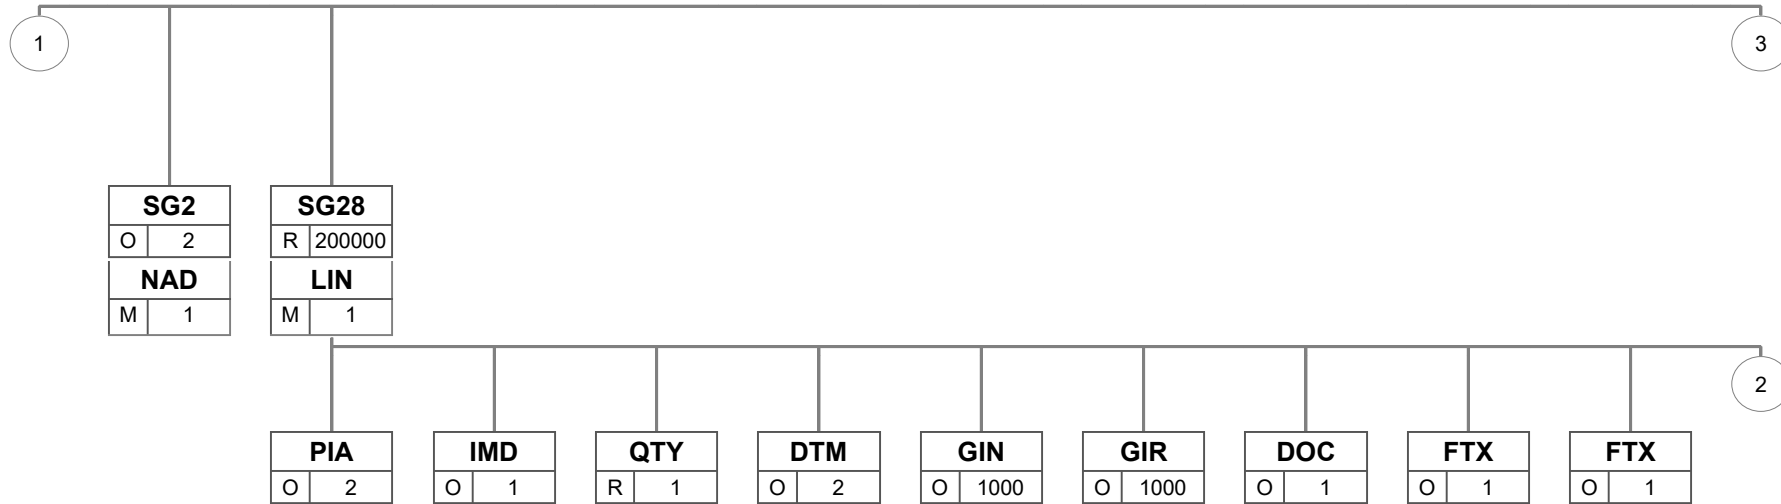 1 3
SG2 SG28
O 2 R 200000
NAD LIN
M 1 M 1
2
PIA IMD QTY DTM GIN GIR DOC FTX FTX
O 2 O 1 R 1 O 2 O 1000 O 1000 O 1 O 1 O 1